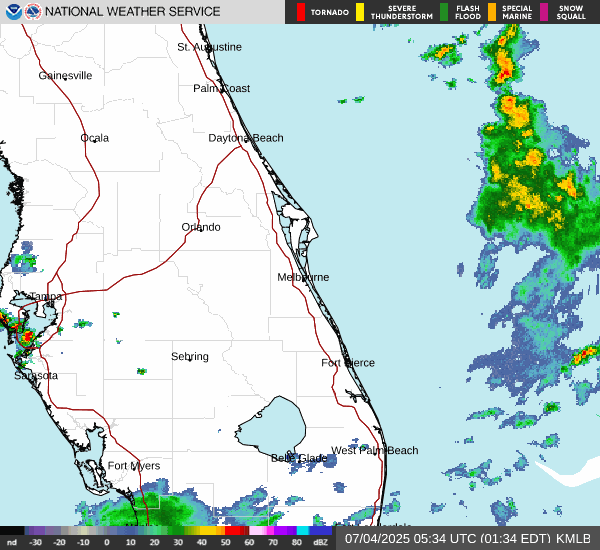 NATIONAL WEATHER SERVICE
TORNADO
SEVERE THUNDERSTORM
FLASH FLOOD
SPECIAL MARINE
SNOW SQUALL
St. Augustine
Gainesville
Palm Coast
Ocala
Daytona Beach
Orlando
Melbourne
Tampa
Sebring
Fort Pierce
Sarasota
West Palm Beach
Belle Glade
Fort Myers
nd -30 -20 -10 0 10 20 30 40 50 60 70 80 dBZ
07/04/2025 05:34 UTC (01:34 EDT) KMLB